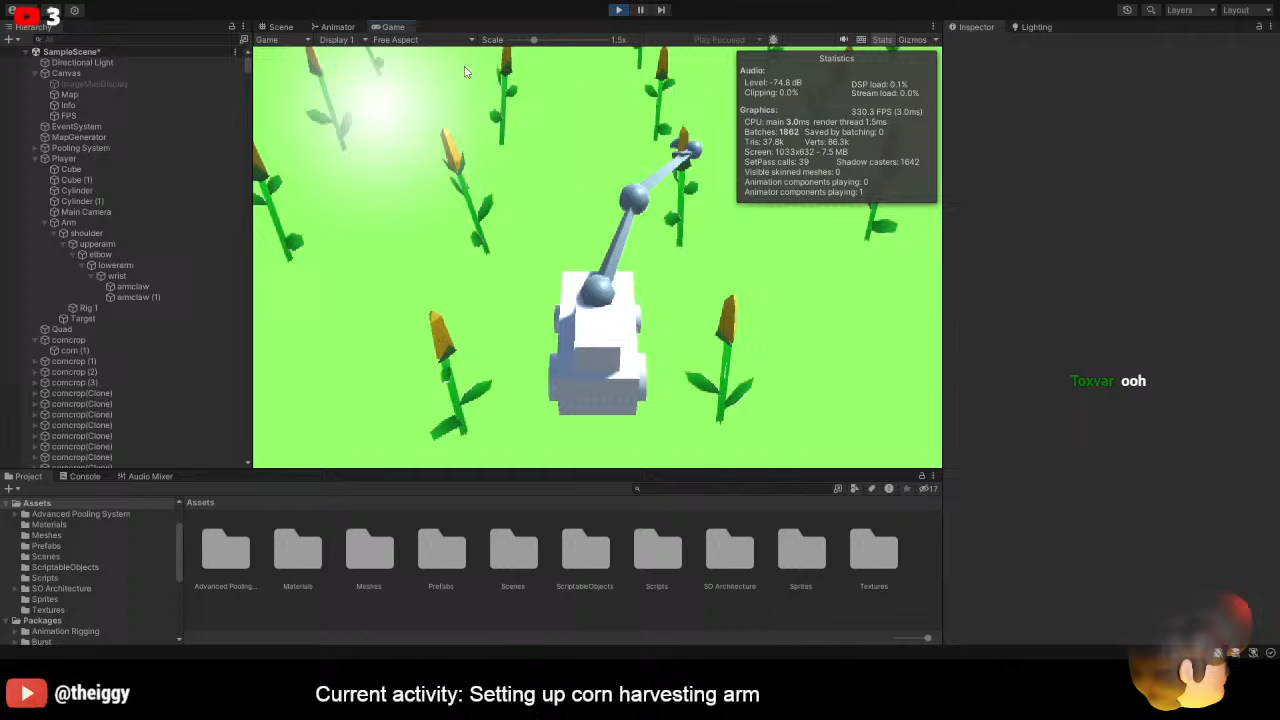 3
Layers
Layout
Hierarchy
Scene
Animator
Game
Inspector
Lighting
All
Game
Display 1
Free Aspect
Scale
1.5x
Play Focused
Stats
Gizmos
SampleScene*
Directional Light
Canvas
ImageMapDisplay
Map
Info
FPS
EventSystem
MapGenerator
Pooling System
Player
Cube
Cube (1)
Cylinder
Cylinder (1)
Main Camera
Arm
shoulder
upperarm
elbow
lowerarm
wrist
armclaw
armclaw (1)
Rig 1
Target
Quad
corncrop
corn (1)
corncrop (1)
corncrop (2)
corncrop (3)
corncrop(Clone)
corncrop(Clone)
corncrop(Clone)
corncrop(Clone)
corncrop(Clone)
corncrop(Clone)
corncrop(Clone)
Statistics
Audio:
Level: -74.8 dB DSP load: 0.1%
Clipping: 0.0% Stream load: 0.0%
Graphics: 330.3 FPS (3.0ms)
CPU: main 3.0ms render thread 1.5ms
Batches: 1862 Saved by batching: 0
Tris: 37.8k Verts: 86.3k
Screen: 1033x632 - 7.5 MB
SetPass calls: 39 Shadow casters: 1642
Visible skinned meshes: 0
Animation components playing: 0
Animator components playing: 1
Toxvar ooh
Project
Console
Audio Mixer
17
Assets
Advanced Pooling System
Materials
Meshes
Prefabs
Scenes
ScriptableObjects
Scripts
SO Architecture
Sprites
Textures
Packages
Animation Rigging
Burst
Assets
Advanced Pooling...
Materials
Meshes
Prefabs
Scenes
ScriptableObjects
Scripts
SO Architecture
Sprites
Textures
@theiggy
Current activity: Setting up corn harvesting arm